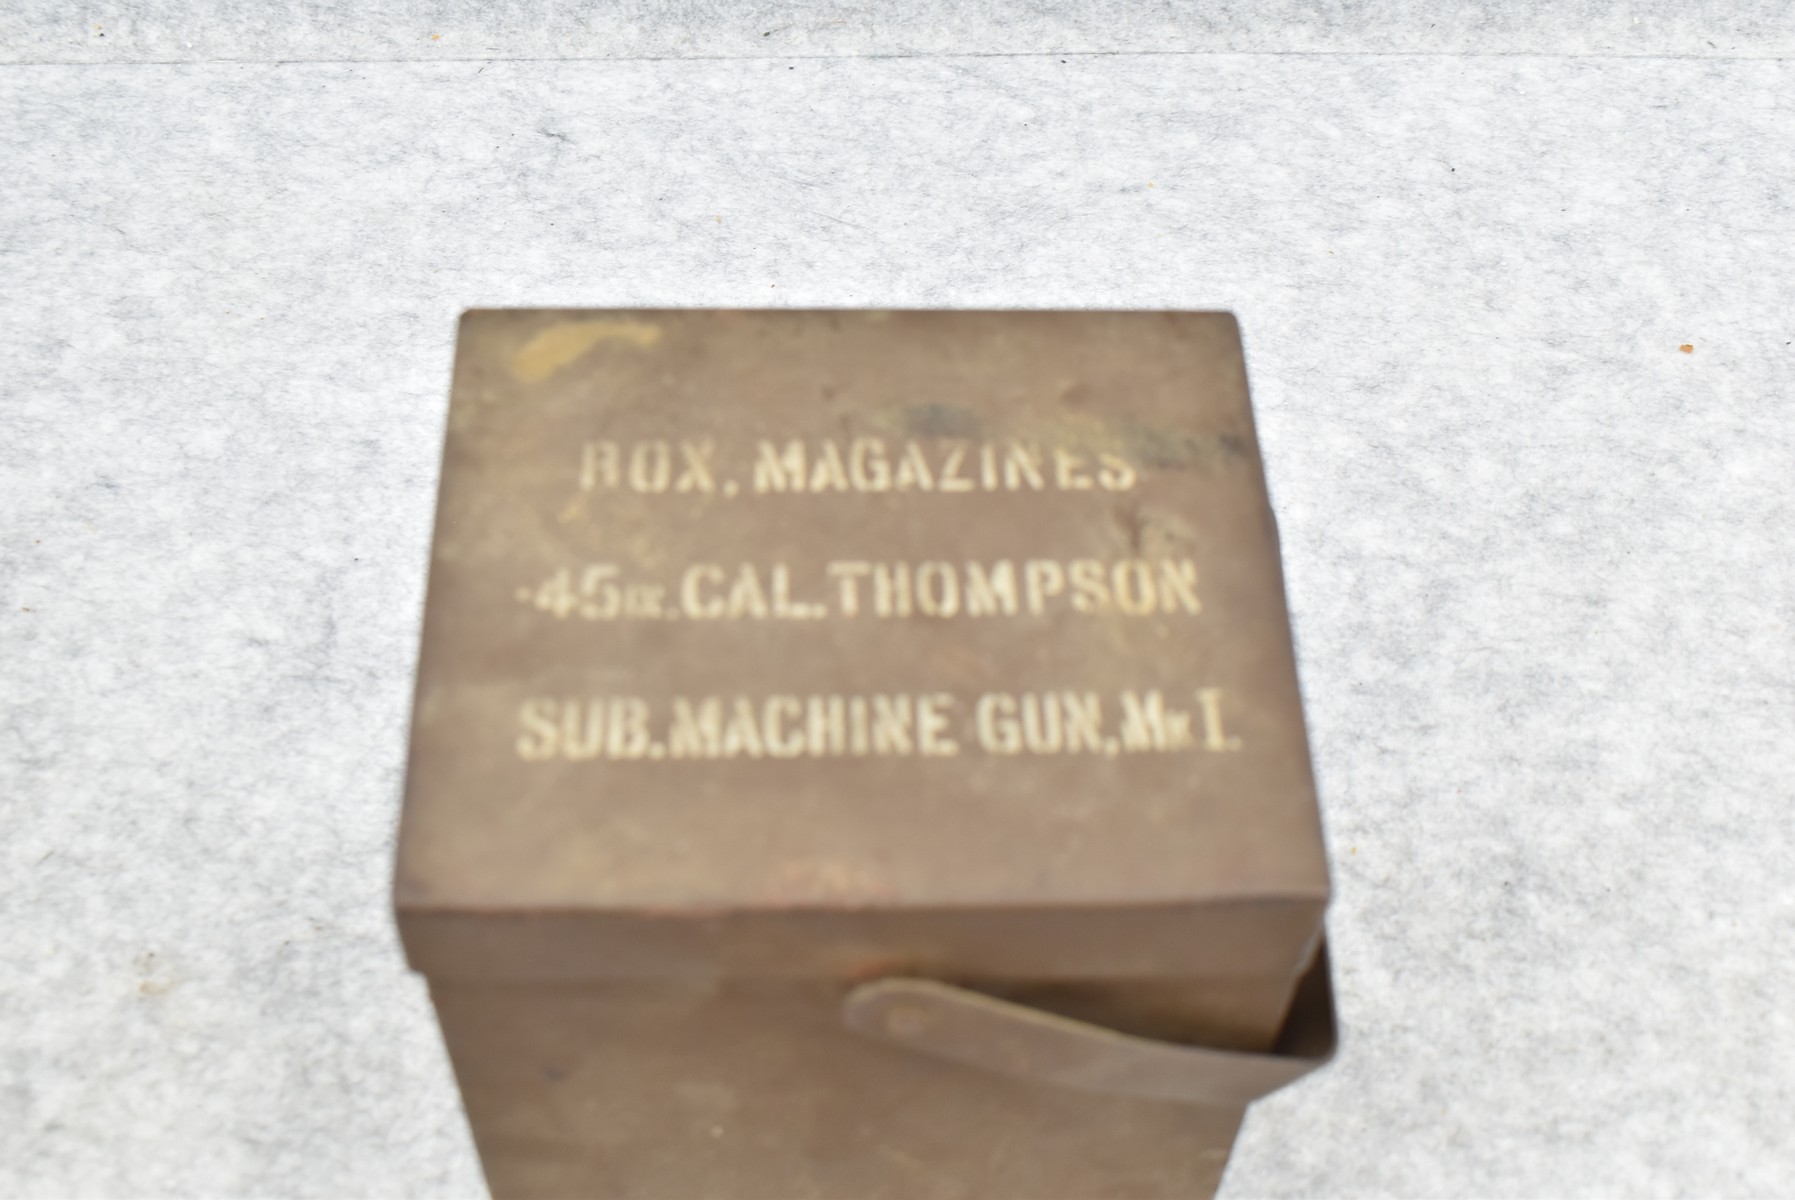 BOX, MAGAZINES
·45IN. CAL. THOMPSON
SUB. MACHINE GUN, Mk I.